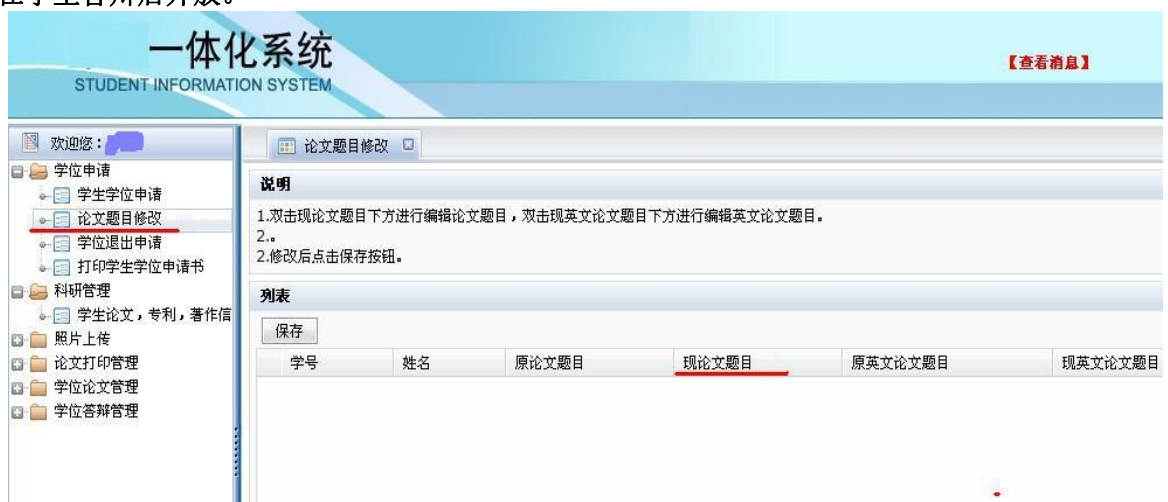 一体化系统
STUDENT INFORMATION SYSTEM
【查看消息】
欢迎您：
论文题目修改
学位申请
学生学位申请
论文题目修改
学位退出申请
打印学生学位申请书
科研管理
学生论文，专利，著作信
照片上传
论文打印管理
学位论文管理
学位答辩管理
说明
1.双击现论文题目下方进行编辑论文题目，双击现英文论文题目下方进行编辑英文论文题目。
2.。
2.修改后点击保存按钮。
列表
保存
学号 姓名 原论文题目 现论文题目 原英文论文题目 现英文论文题目